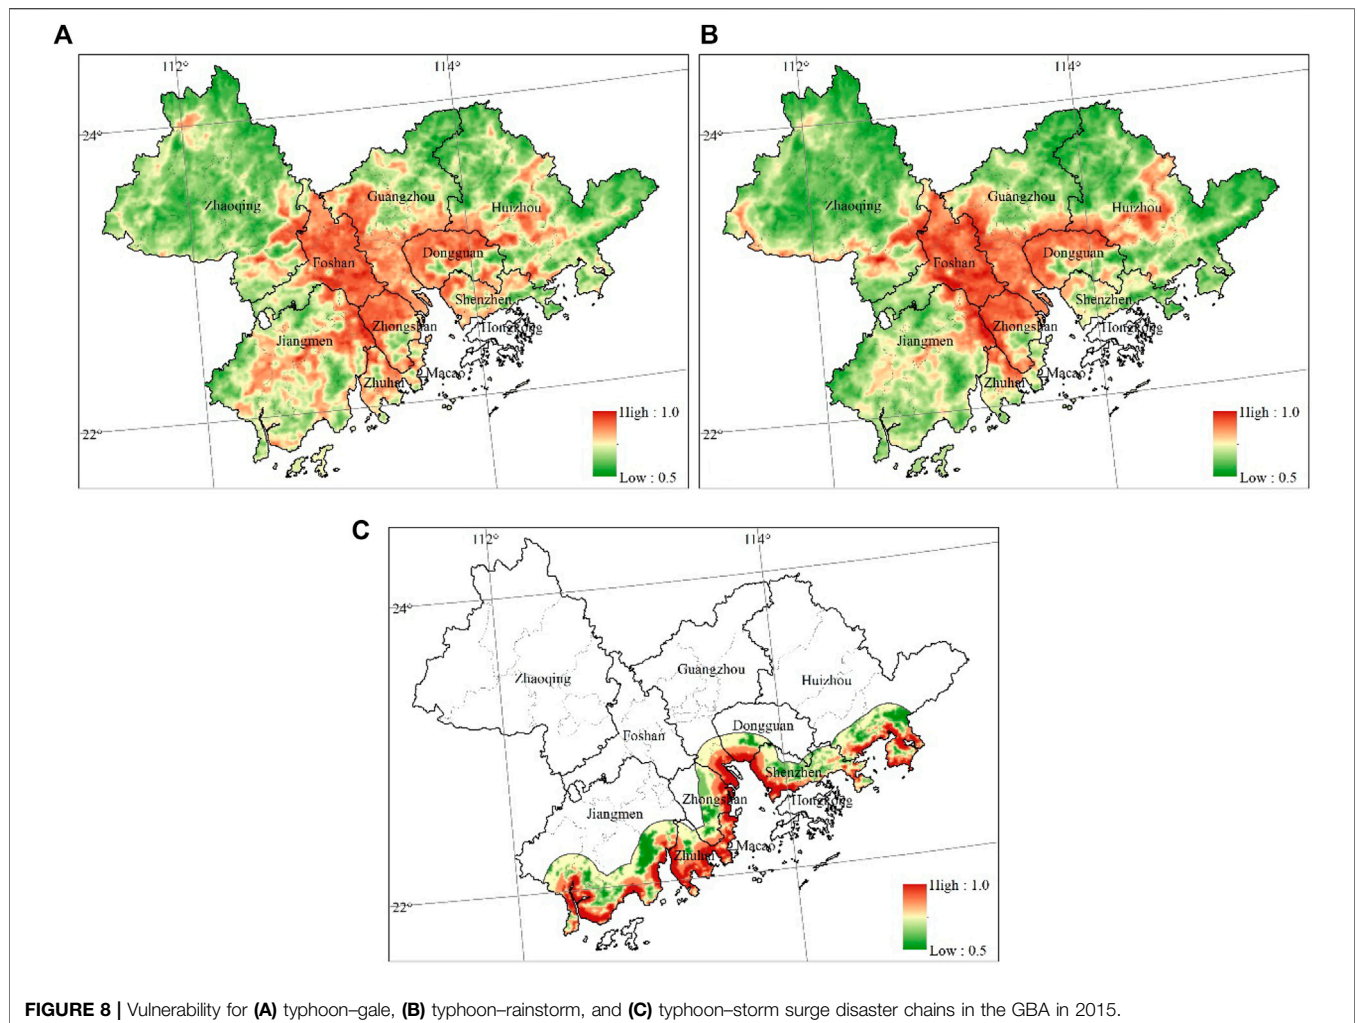 A
112°
114°
24°
Zhaoqing
Guangzhou
Huizhou
Foshan
Dongguan
Shenzhen
Zhongshan
Hongkong
Jiangmen
Zhuhai
Macao
22°
High : 1.0
Low : 0.5
B
112°
114°
24°
Zhaoqing
Guangzhou
Huizhou
Foshan
Dongguan
Shenzhen
Zhongshan
Hongkong
Jiangmen
Zhuhai
Macao
22°
High : 1.0
Low : 0.5
C
112°
114°
24°
Zhaoqing
Guangzhou
Huizhou
Foshan
Dongguan
Shenzhen
Zhongshan
Hongkong
Jiangmen
Zhuhai
Macao
22°
High : 1.0
Low : 0.5
FIGURE 8 | Vulnerability for (A) typhoon–gale, (B) typhoon–rainstorm, and (C) typhoon–storm surge disaster chains in the GBA in 2015.